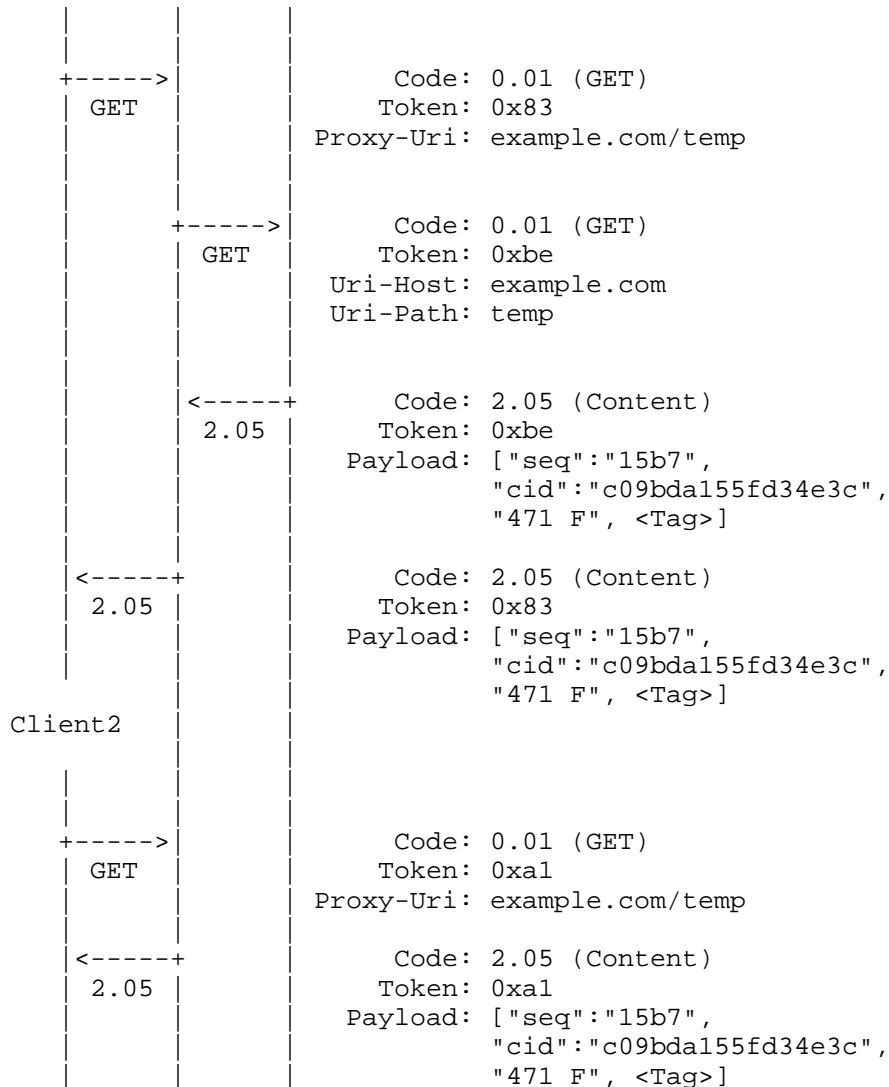 GET Code: 0.01 (GET)
Token: 0x83
Proxy-Uri: example.com/temp
Code: 0.01 (GET)
GET Token: 0xbe
Uri-Host: example.com
Uri-Path: temp
Code: 2.05 (Content)
2.05 Token: 0xbe
Payload: ["seq":"15b7",
"cid":"c09bda155fd34e3c",
"471 F", <Tag>]
Code: 2.05 (Content)
2.05 Token: 0x83
Payload: ["seq":"15b7",
"cid":"c09bda155fd34e3c",
"471 F", <Tag>]
Client2
Code: 0.01 (GET)
GET Token: 0xa1
Proxy-Uri: example.com/temp
Code: 2.05 (Content)
2.05 Token: 0xa1
Payload: ["seq":"15b7",
"cid":"c09bda155fd34e3c",
"471 F", <Tag>]